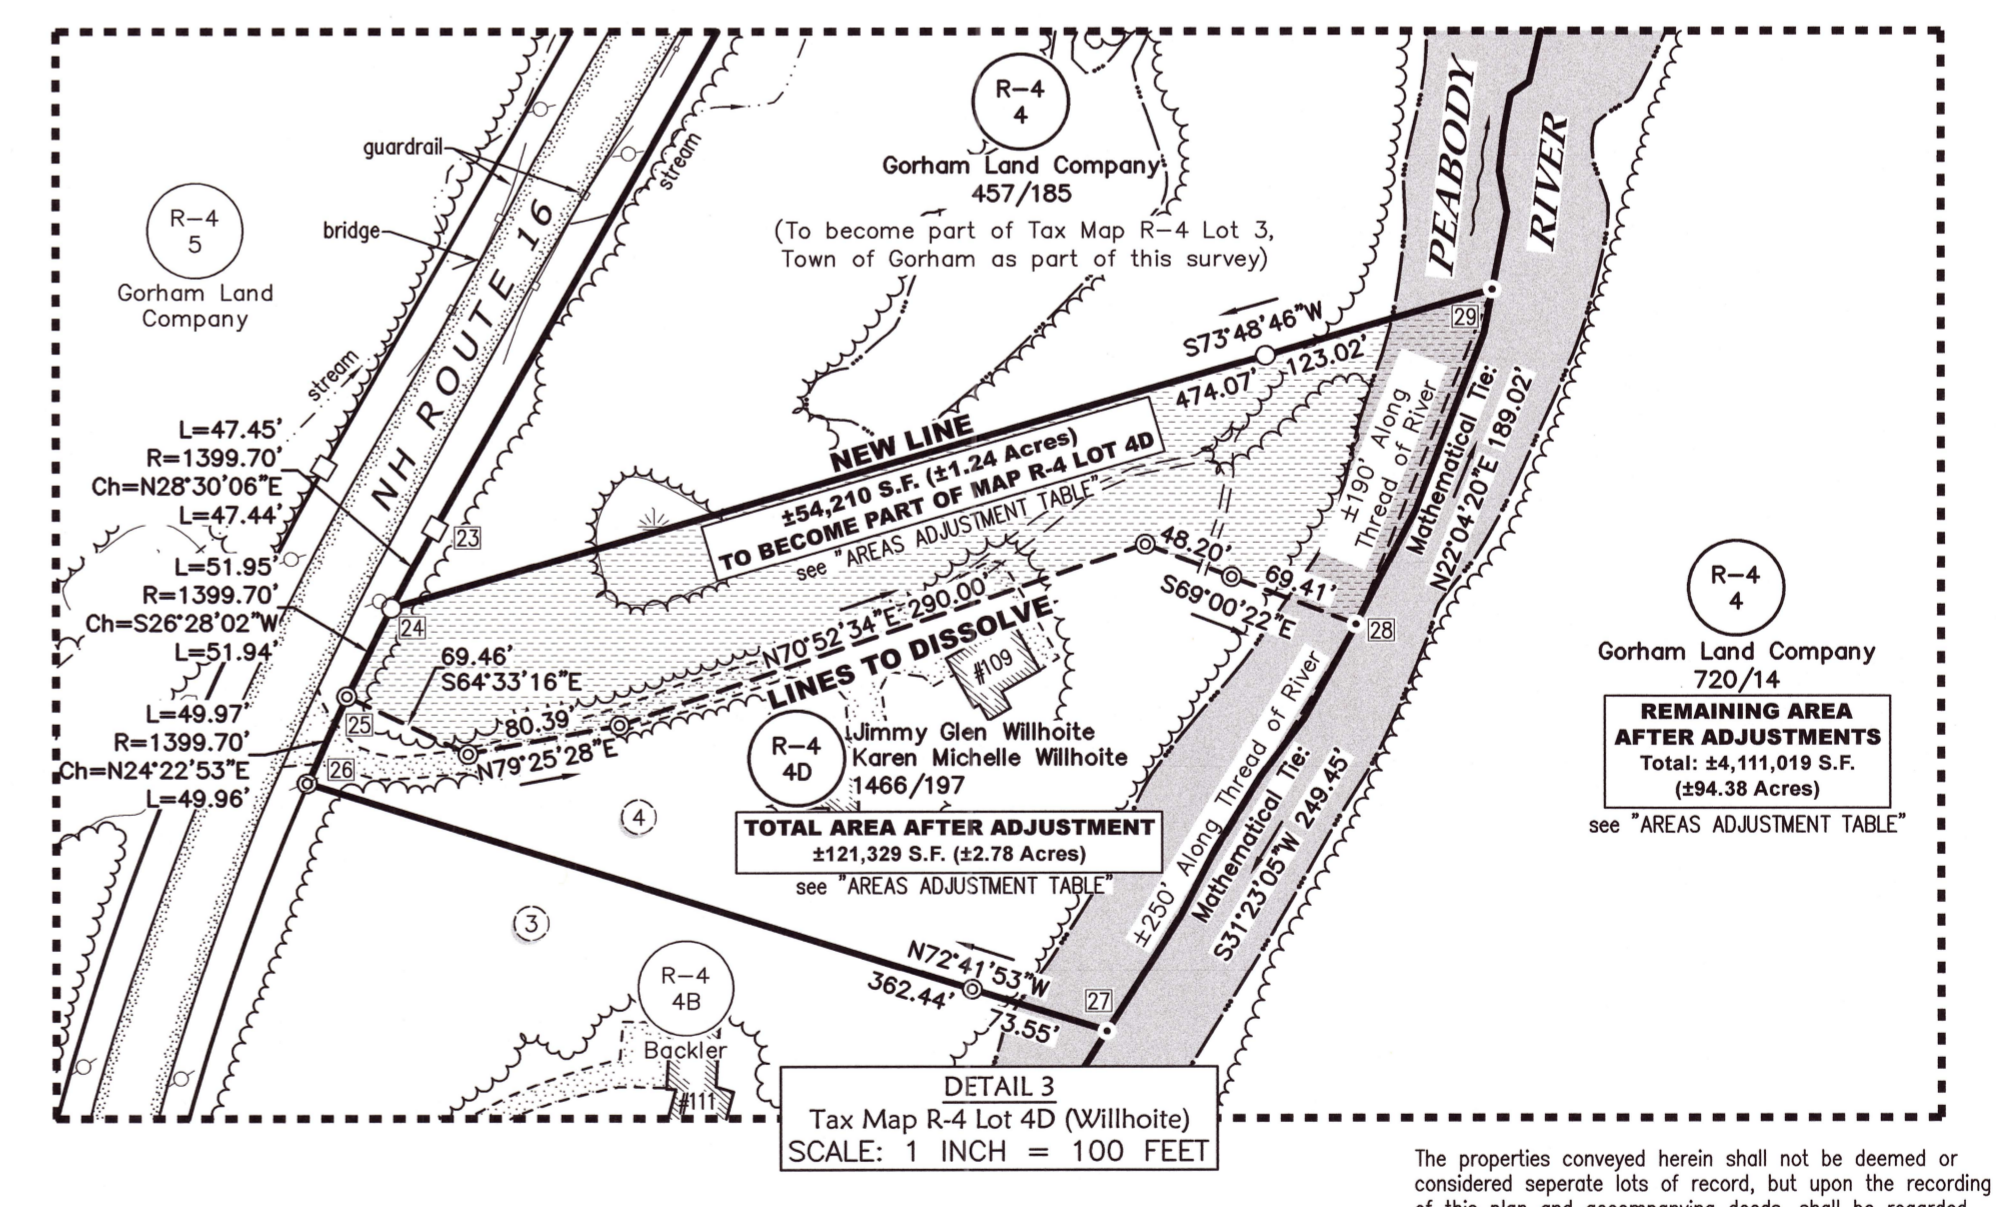 guardrail
bridge
R-4
5
Gorham Land
Company
stream
stream
NH ROUTE 16
R-4
4
Gorham Land Company
457/185
(To become part of Tax Map R-4 Lot 3,
Town of Gorham as part of this survey)
PEABODY
RIVER
L=47.45'
R=1399.70'
Ch=N28°30'06"E
L=47.44'
L=51.95'
R=1399.70'
Ch=S26°28'02"W
L=51.94'
L=49.97'
R=1399.70'
Ch=N24°22'53"E
L=49.96'
23
24
25
26
29
28
27
S73°48'46"W
474.07'
123.02'
NEW LINE
±54,210 S.F. (±1.24 Acres)
TO BECOME PART OF MAP R-4 LOT 4D
see "AREAS ADJUSTMENT TABLE"
±190' Along
Thread of River
Mathematical Tie:
N22°04'20"E 189.02'
48.20'
69.41'
S69°00'22"E
N70°52'34"E 290.00'
LINES TO DISSOLVE
#109
69.46'
S64°33'16"E
80.39'
N79°25'28"E
R-4
4D
Jimmy Glen Willhoite
Karen Michelle Willhoite
1466/197
TOTAL AREA AFTER ADJUSTMENT
±121,329 S.F. (±2.78 Acres)
see "AREAS ADJUSTMENT TABLE"
±250' Along Thread of River
Mathematical Tie:
S31°23'05"W 249.45'
R-4
4
Gorham Land Company
720/14
REMAINING AREA
AFTER ADJUSTMENTS
Total: ±4,111,019 S.F.
(±94.38 Acres)
see "AREAS ADJUSTMENT TABLE"
4
3
N72°41'53"W
362.44'
73.55'
R-4
4B
Backler
#111
DETAIL 3
Tax Map R-4 Lot 4D (Willhoite)
SCALE: 1 INCH = 100 FEET
The properties conveyed herein shall not be deemed or
considered seperate lots of record, but upon the recording
of this plan and accompanying deeds, shall be regarded